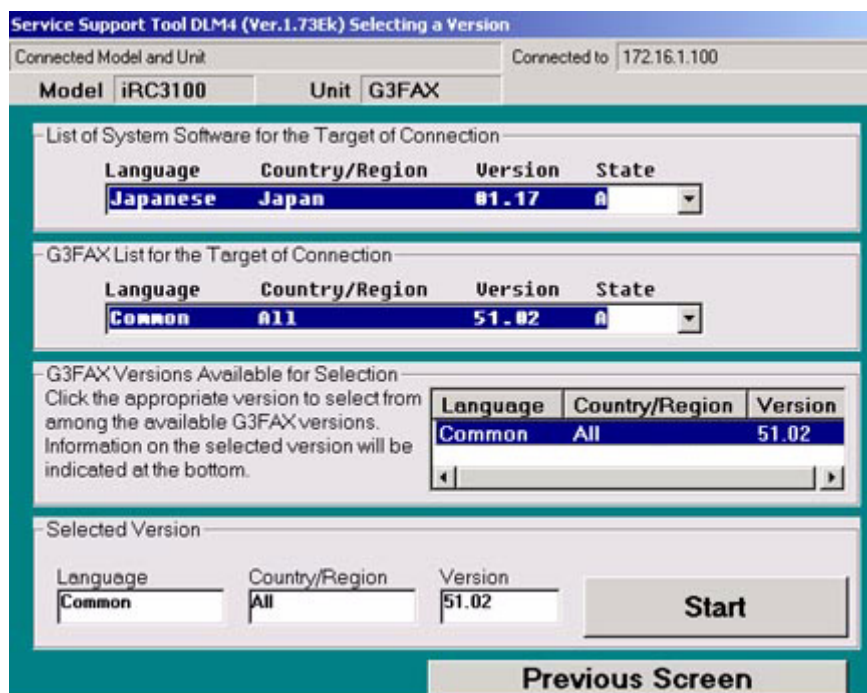 Service Support Tool DLM4 (Ver.1.73Ek) Selecting a Version
Connected Model and Unit Connected to 172.16.1.100
Model iRC3100 Unit G3FAX
List of System Software for the Target of Connection
Language Country/Region Version State
Japanese Japan 01.17 A
G3FAX List for the Target of Connection
Language Country/Region Version State
Common All 51.02 A
G3FAX Versions Available for Selection
Click the appropriate version to select from
among the available G3FAX versions.
Information on the selected version will be
indicated at the bottom.
Language Country/Region Version
Common All 51.02
Selected Version
Language Country/Region Version
Common All 51.02
Start
Previous Screen